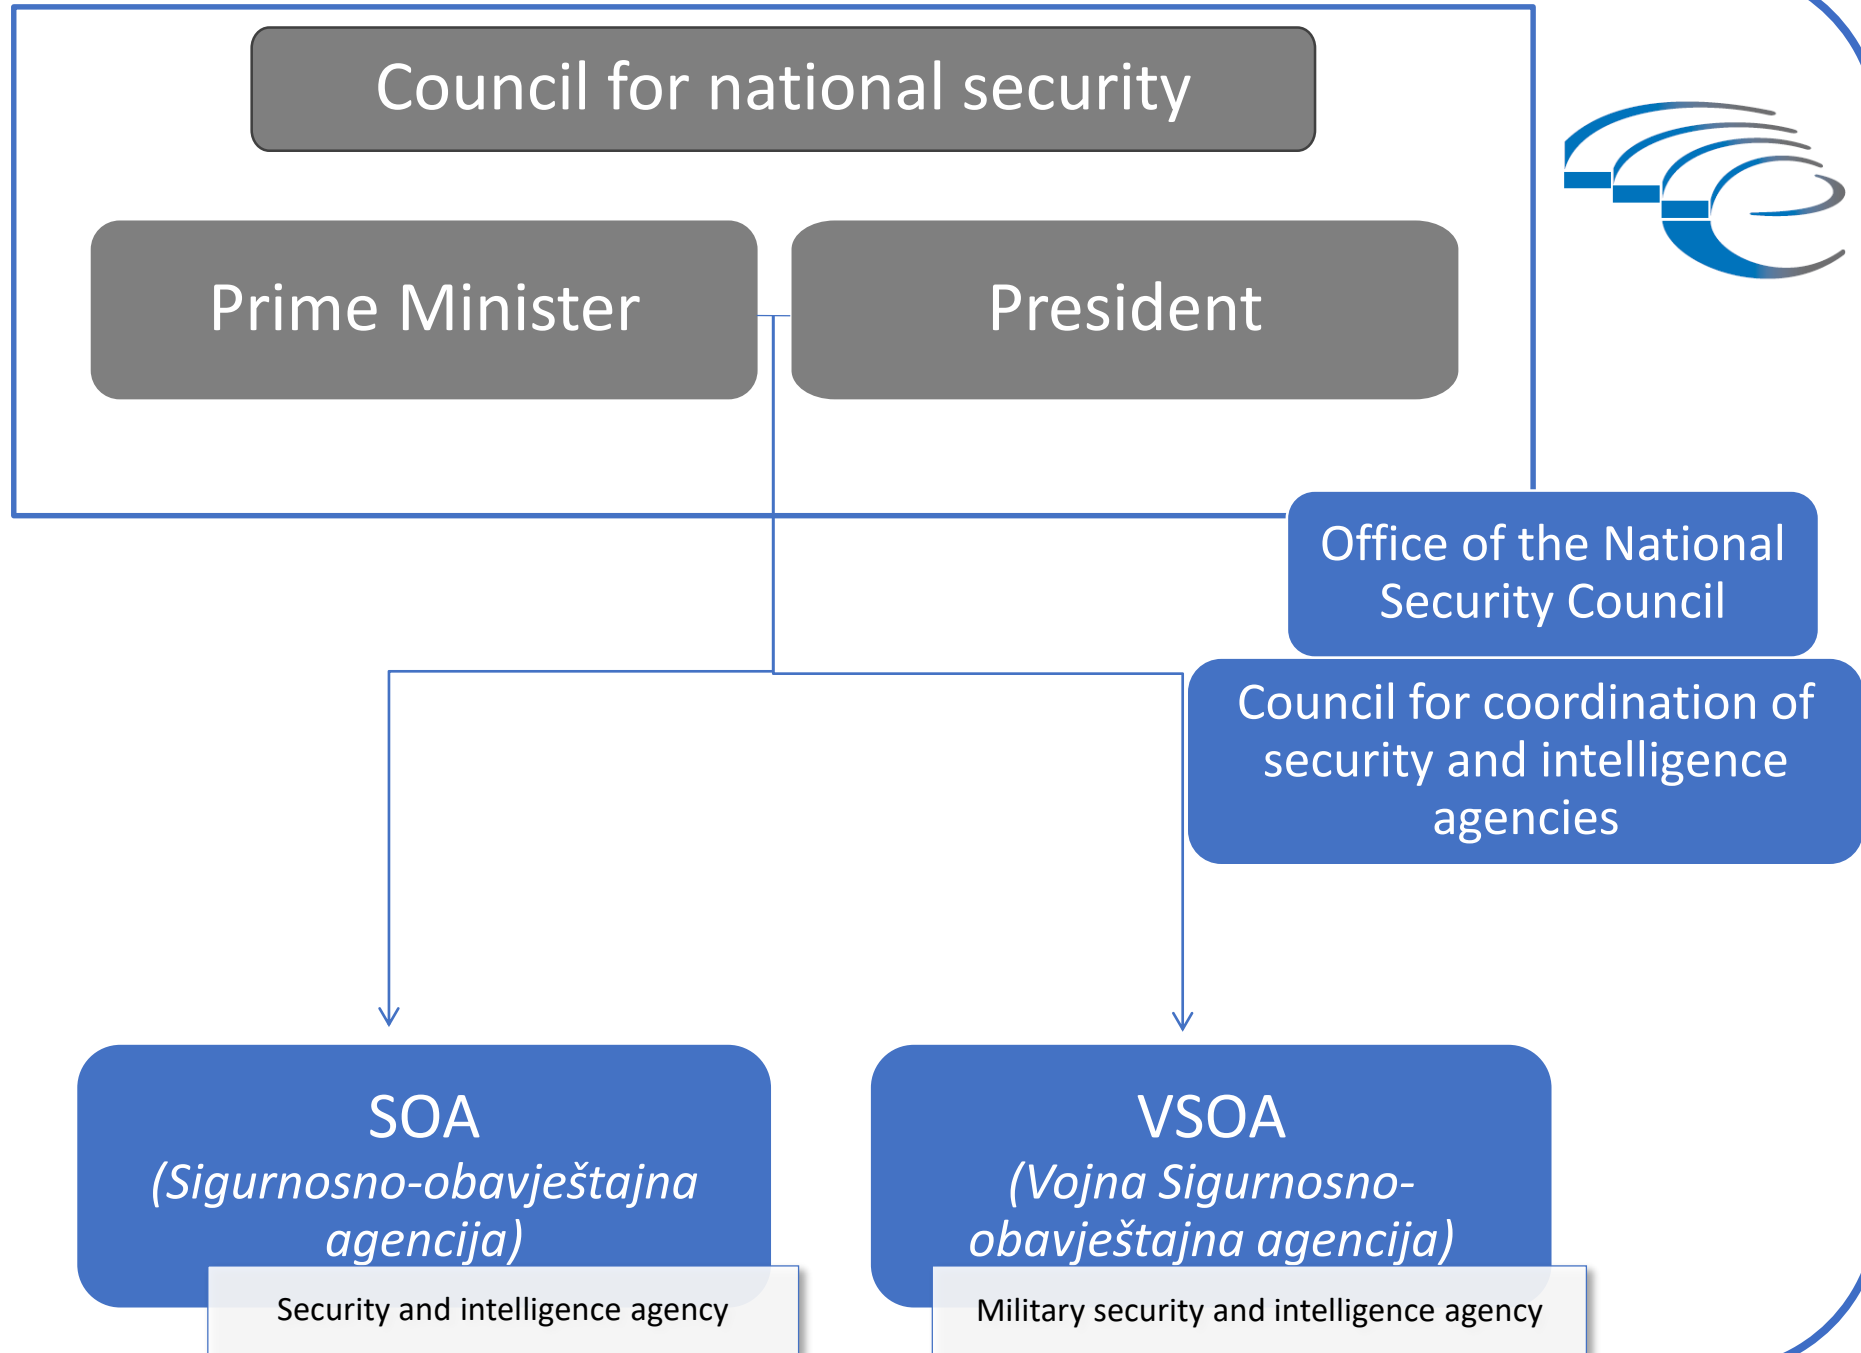 Council for national security
Prime Minister
President
Office of the National
Security Council
Council for coordination of
security and intelligence
agencies
SOA
(Sigurnosno-obavještajna
agencija)
Security and intelligence agency
VSOA
(Vojna Sigurnosno-
obavještajna agencija)
Military security and intelligence agency